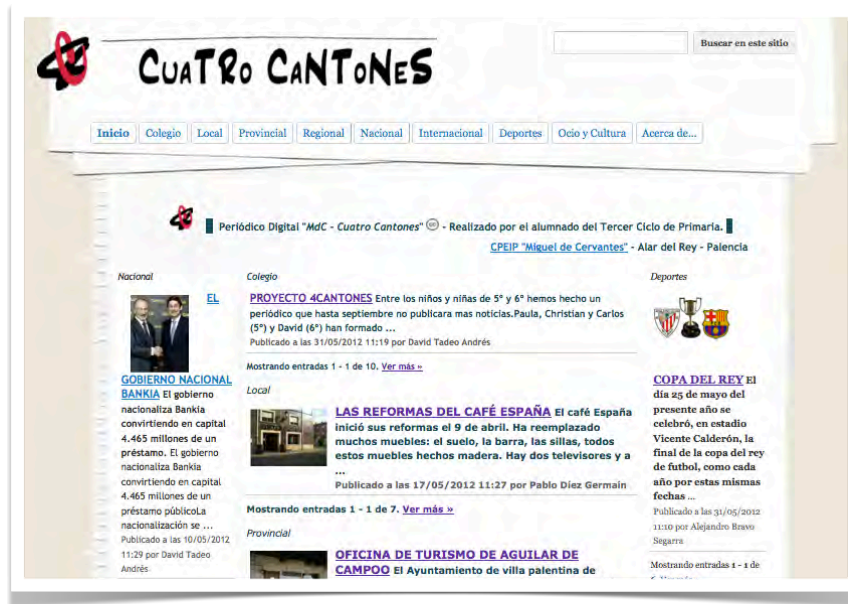 CUATRO CANTONES
Buscar en este sitio
Inicio Colegio Local Provincial Regional Nacional Internacional Deportes Ocio y Cultura Acerca de...
Periódico Digital "MdC - Cuatro Cantones" - Realizado por el alumnado del Tercer Ciclo de Primaria.
CPEIP "Miguel de Cervantes" - Alar del Rey - Palencia
Nacional
EL
GOBIERNO NACIONAL
BANKIA El gobierno
nacionaliza Bankia
convirtiendo en capital
4.465 millones de un
préstamo. El gobierno
nacionaliza Bankia
convirtiendo en capital
4.465 millones de un
préstamo públicoLa
nacionalización se ...
Publicado a las 10/05/2012
11:29 por David Tadeo
Andrés
Colegio
PROYECTO 4CANTONES Entre los niños y niñas de 5º y 6º hemos hecho un
periódico que hasta septiembre no publicara mas noticias.Paula, Christian y Carlos
(5º) y David (6º) han formado ...
Publicado a las 31/05/2012 11:19 por David Tadeo Andrés
Mostrando entradas 1 - 1 de 10. Ver más »
Local
LAS REFORMAS DEL CAFÉ ESPAÑA El café España
inició sus reformas el 9 de abril. Ha reemplazado
muchos muebles: el suelo, la barra, las sillas, todos
estos muebles hechos madera. Hay dos televisores y a
...
Publicado a las 17/05/2012 11:27 por Pablo Díez Germain
Mostrando entradas 1 - 1 de 7. Ver más »
Provincial
OFICINA DE TURISMO DE AGUILAR DE
CAMPOO El Ayuntamiento de villa palentina de
Deportes
COPA DEL REY El
día 25 de mayo del
presente año se
celebró, en estadio
Vicente Calderón, la
final de la copa del rey
de futbol, como cada
año por estas mismas
fechas ...
Publicado a las 31/05/2012
11:10 por Alejandro Bravo
Segarra
Mostrando entradas 1 - 1 de